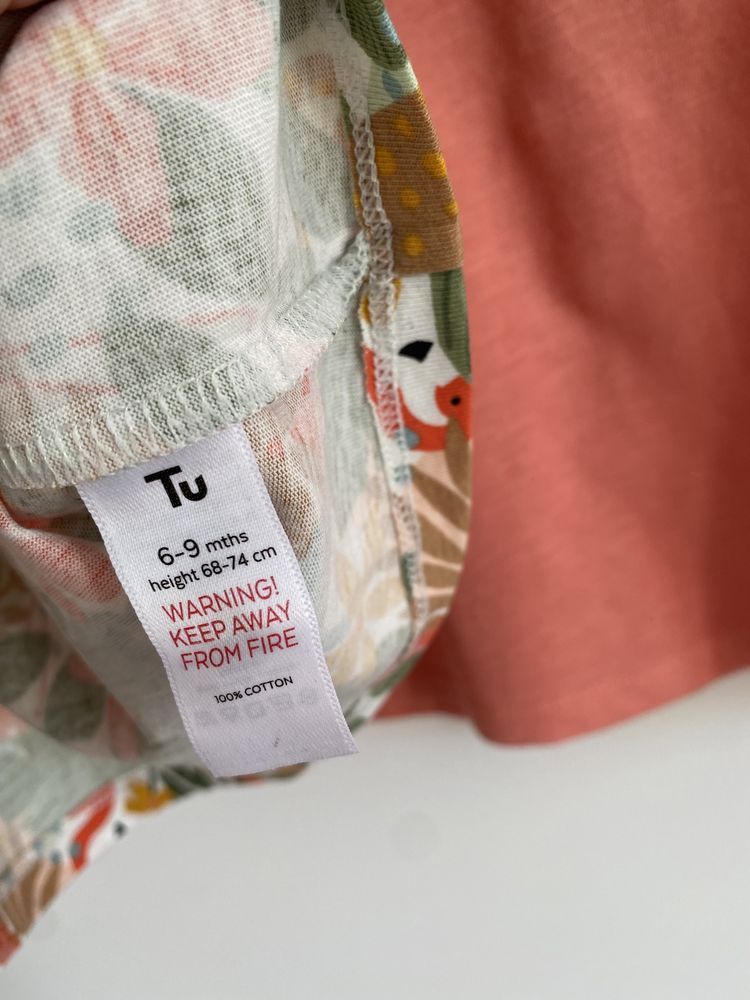 Tu
6-9 mths
height 68-74 cm
WARNING!
KEEP AWAY
FROM FIRE
100% COTTON